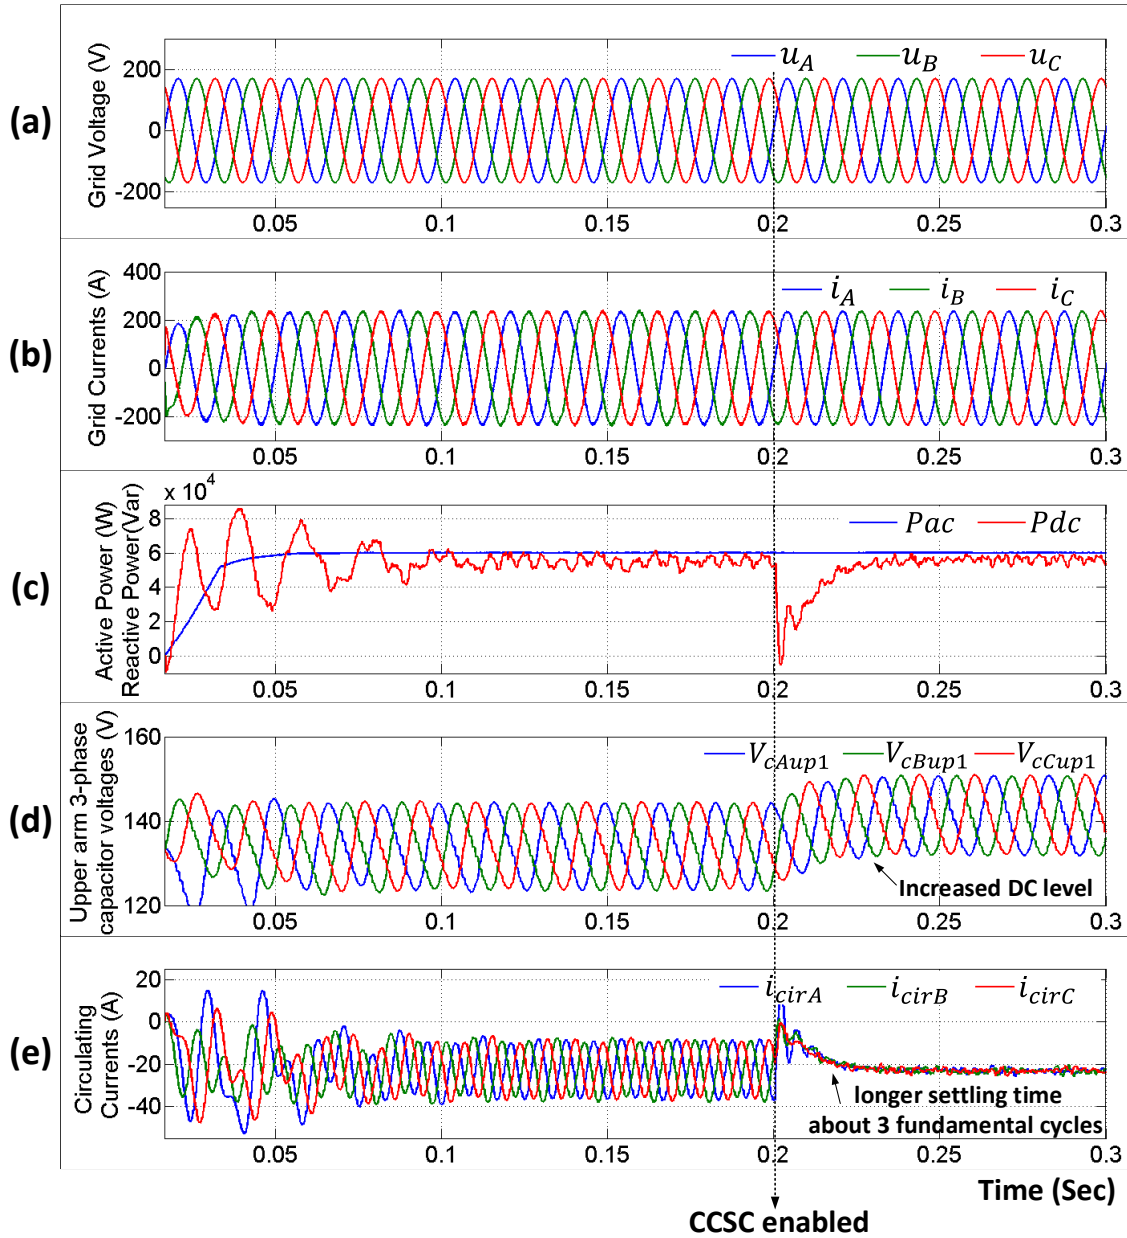 (a)
Grid Voltage (V)
u_A u_B u_C
200
0
-200
0.05 0.1 0.15 0.2 0.25 0.3
(b)
Grid Currents (A)
i_A i_B i_C
400
200
0
-200
0.05 0.1 0.15 0.2 0.25 0.3
(c)
Active Power (W)
Reactive Power(Var)
x 10^4
Pac Pdc
8
6
4
2
0
0.05 0.1 0.15 0.2 0.25 0.3
(d)
Upper arm 3-phase
capacitor voltages (V)
V_cAup1 V_cBup1 V_cCup1
160
140
120
Increased DC level
0.05 0.1 0.15 0.2 0.25 0.3
(e)
Circulating
Currents (A)
i_cirA i_cirB i_cirC
20
0
-20
-40
longer settling time
about 3 fundamental cycles
0.05 0.1 0.15 0.2 0.25 0.3
Time (Sec)
CCSC enabled